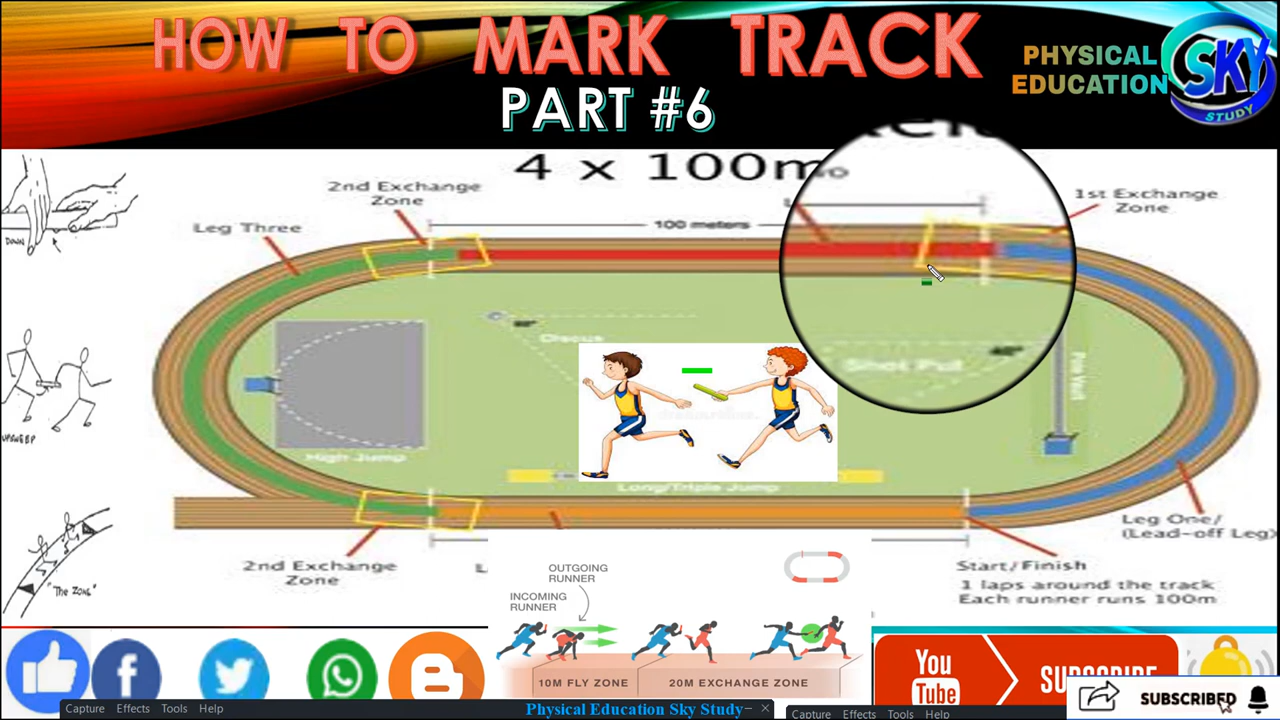 HOW TO MARK TRACK
PART #6
PHYSICAL
EDUCATION
SKY
STUDY
4 x 100m
2nd Exchange
Zone
1st Exchange
Zone
Leg Three
100 meters
DOWN
Discus
Shot Put
Pole Vault
UPSWEEP
High Jump
Long/Triple Jump
Leg One/
(Lead-off Leg)
2nd Exchange
Zone
Start/Finish
1 laps around the track
Each runner runs 100m
"The ZONE"
OUTGOING
RUNNER
INCOMING
RUNNER
10M FLY ZONE
20M EXCHANGE ZONE
You
Tube
SUBSCRIBED
Capture Effects Tools Help
Physical Education Sky Study
Capture Effects Tools Help